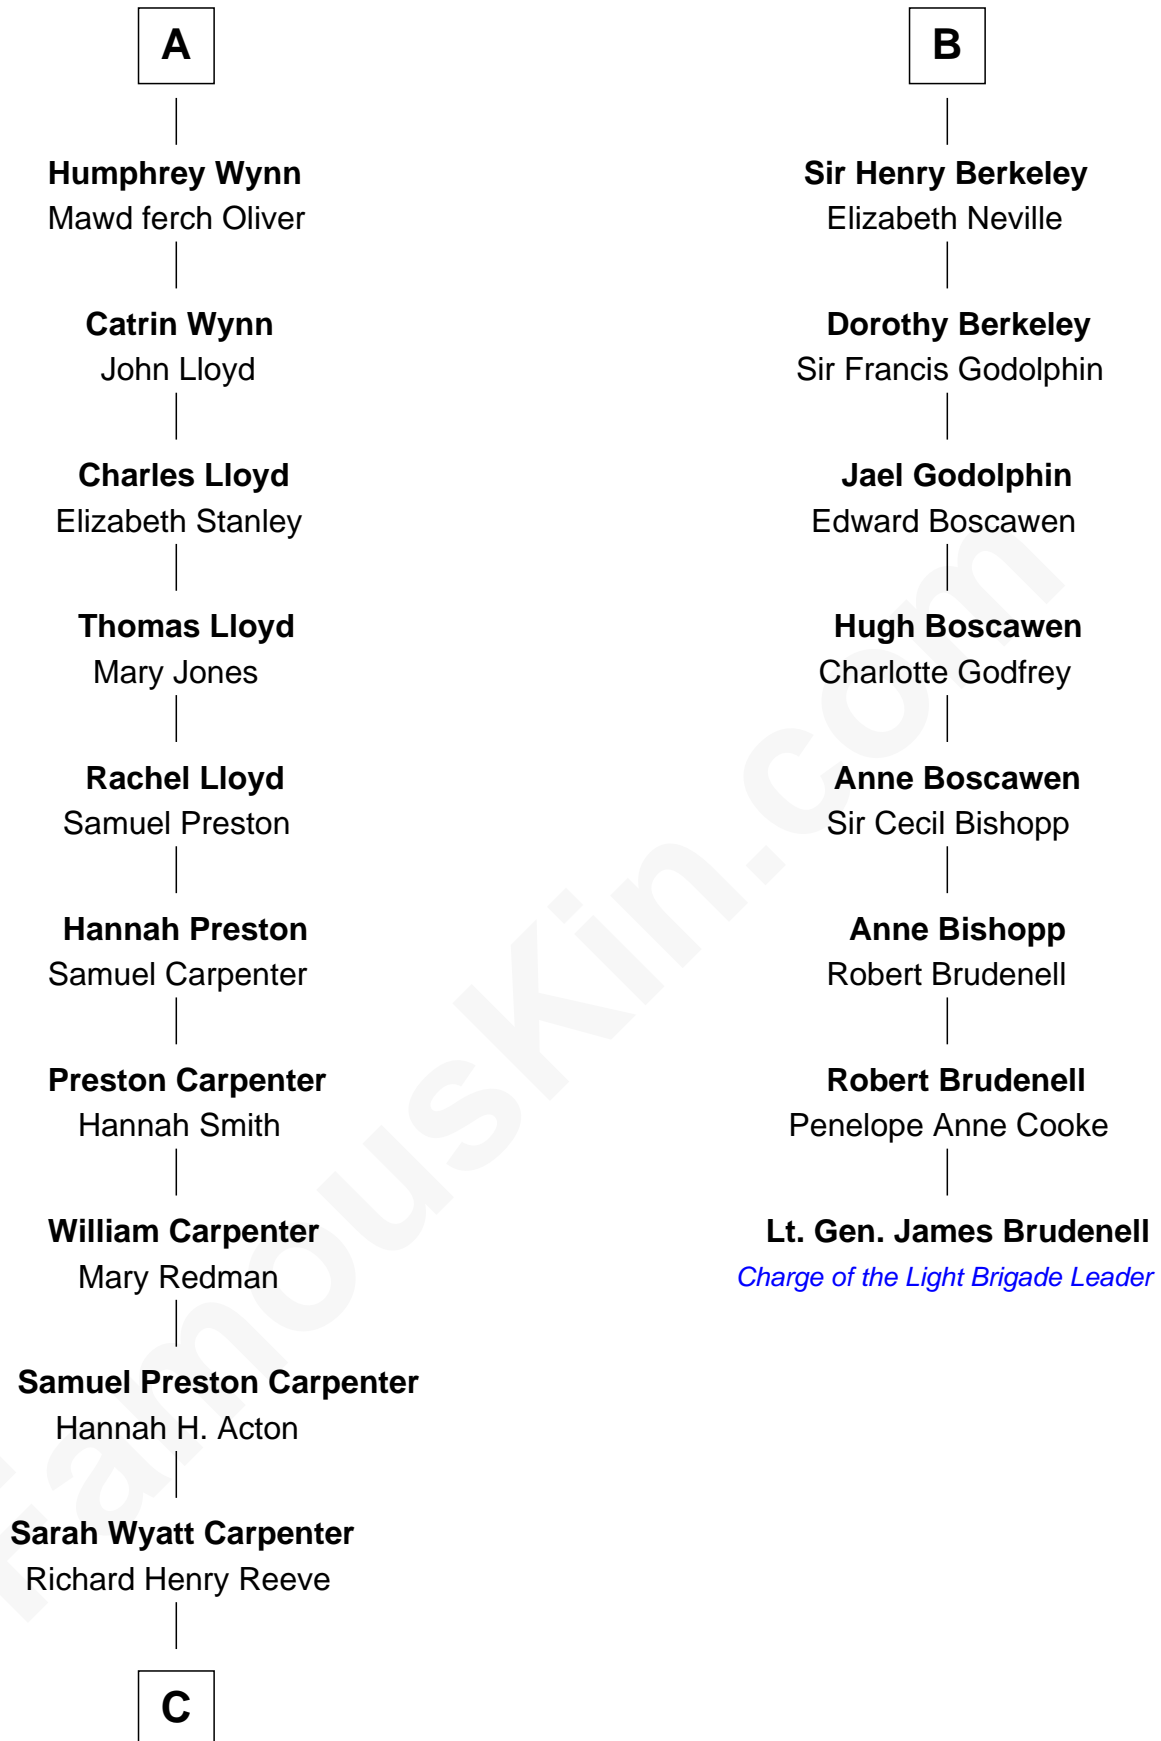 A
Humphrey Wynn
Mawd ferch Oliver
Catrin Wynn
John Lloyd
Charles Lloyd
Elizabeth Stanley
Thomas Lloyd
Mary Jones
Rachel Lloyd
Samuel Preston
Hannah Preston
Samuel Carpenter
Preston Carpenter
Hannah Smith
William Carpenter
Mary Redman
Samuel Preston Carpenter
Hannah H. Acton
Sarah Wyatt Carpenter
Richard Henry Reeve
C
B
Sir Henry Berkeley
Elizabeth Neville
Dorothy Berkeley
Sir Francis Godolphin
Jael Godolphin
Edward Boscawen
Hugh Boscawen
Charlotte Godfrey
Anne Boscawen
Sir Cecil Bishopp
Anne Bishopp
Robert Brudenell
Robert Brudenell
Penelope Anne Cooke
Lt. Gen. James Brudenell
Charge of the Light Brigade Leader
FamousKin.com